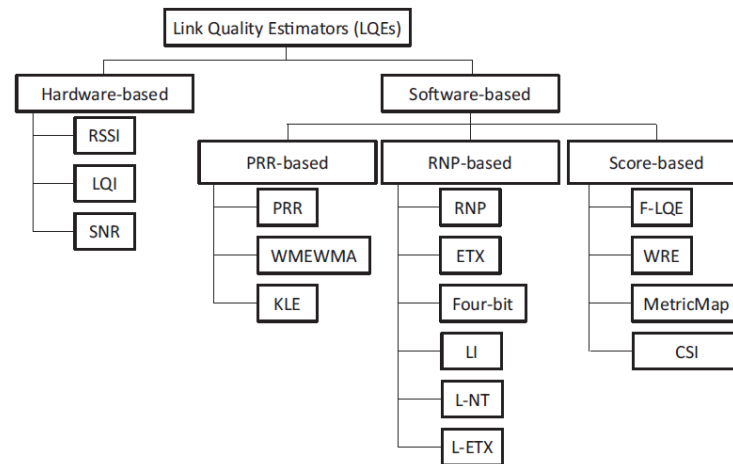 Link Quality Estimators (LQEs)
Hardware-based
Software-based
RSSI
LQI
SNR
PRR-based
RNP-based
Score-based
PRR
WMEWMA
KLE
RNP
ETX
Four-bit
LI
L-NT
L-ETX
F-LQE
WRE
MetricMap
CSI